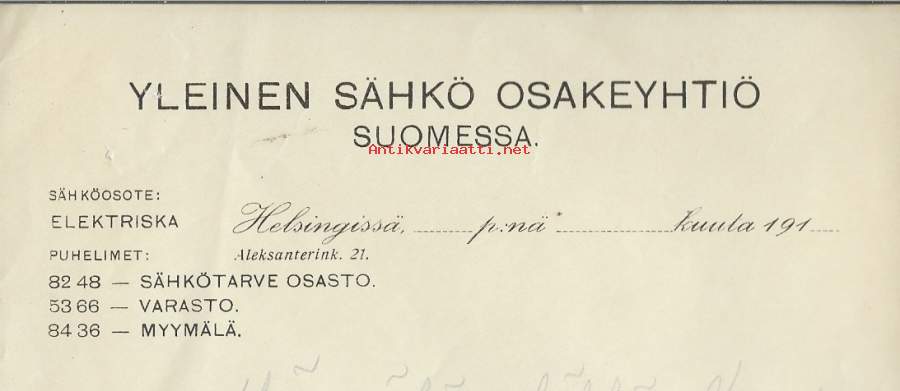 YLEINEN SÄHKÖ OSAKEYHTIÖ
SUOMESSA.
Antikvariaatti.net
SÄHKÖOSOTE:
ELEKTRISKA
Helsingissä, ........ p:nä ............ kuuta 191 ....
PUHELIMET:
Aleksanterink. 21.
82 48 — SÄHKÖTARVE OSASTO.
53 66 — VARASTO.
84 36 — MYYMÄLÄ.